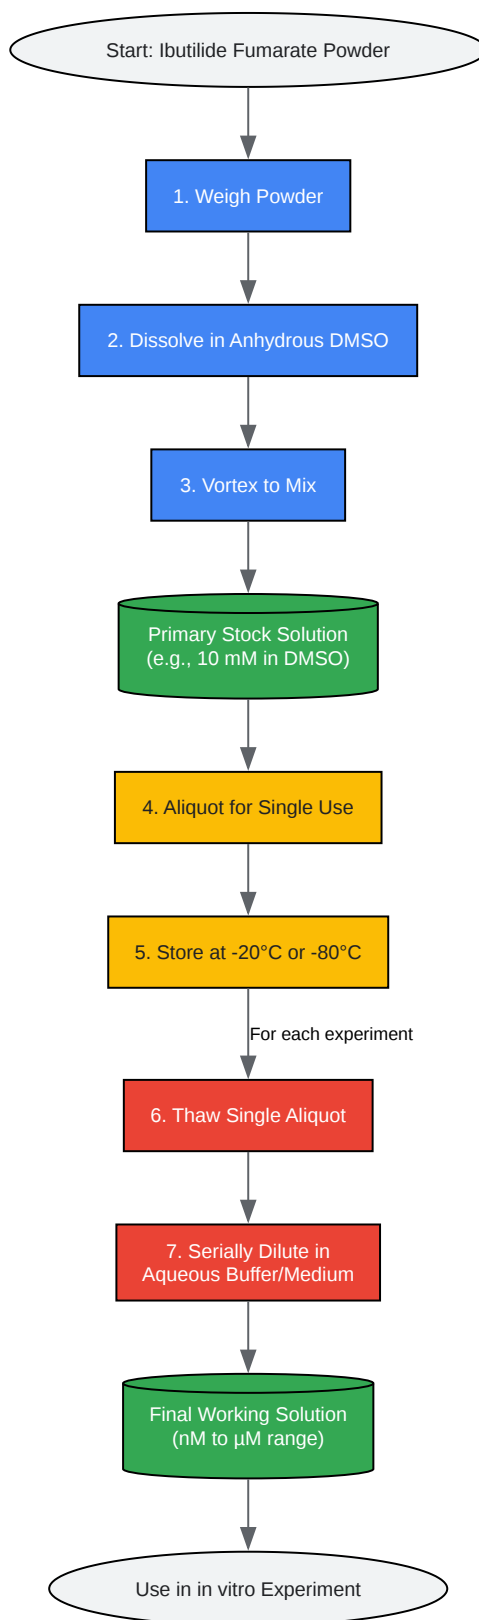 Start: Ibutilide Fumarate Powder
1. Weigh Powder
2. Dissolve in Anhydrous DMSO
3. Vortex to Mix
Primary Stock Solution
(e.g., 10 mM in DMSO)
4. Aliquot for Single Use
5. Store at -20°C or -80°C
For each experiment
6. Thaw Single Aliquot
7. Serially Dilute in
Aqueous Buffer/Medium
Final Working Solution
(nM to µM range)
Use in in vitro Experiment